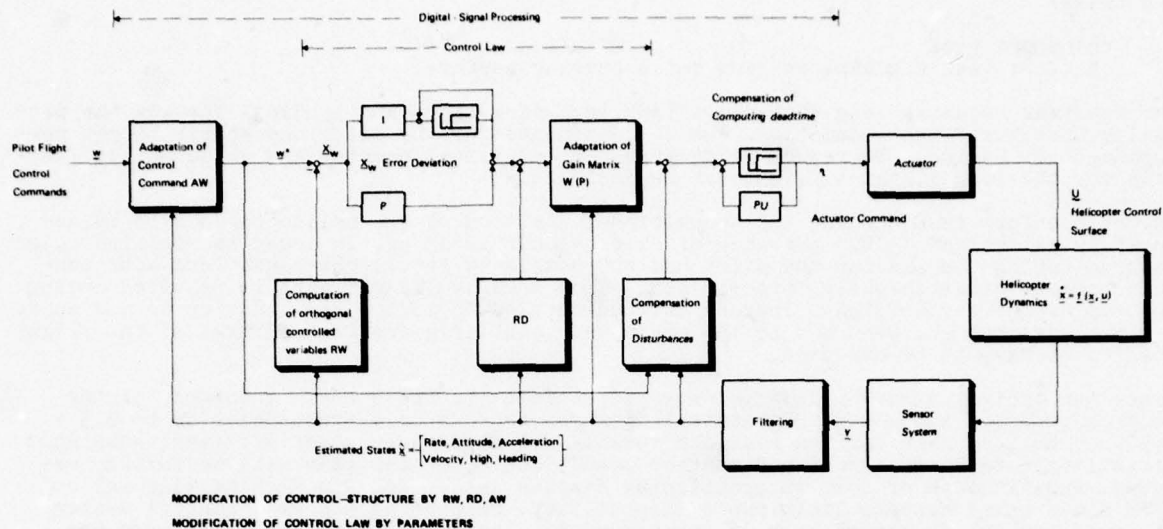 Digital - Signal Processing
Control Law
Pilot Flight
Control
Commands
w
Adaptation of
Control
Command AW
w*
X_w
X_w
I
Error Deviation
P
Adaptation of
Gain Matrix
W (P)
Compensation of
Computing deadtime
PU
Actuator
Actuator Command
U
Helicopter Control
Surface
Computation
of orthogonal
controlled
variables RW
RD
Compensation
of
Disturbances
Helicopter
Dynamics ẋ = f (x, u)
Filtering
Y
Sensor
System
Estimated States x̂ = Rate, Attitude, Acceleration
Velocity, High, Heading
MODIFICATION OF CONTROL-STRUCTURE BY RW, RD, AW
MODIFICATION OF CONTROL LAW BY PARAMETERS